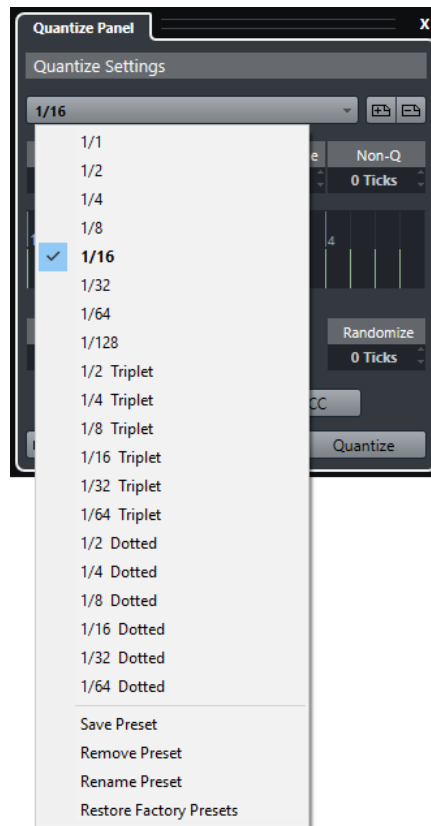 Quantize Panel X
Quantize Settings
1/16
1/1
e Non-Q
1/2
0 Ticks
1/4
1/8
4
1/16
1/32
1/64
Randomize
1/128
0 Ticks
1/2 Triplet
1/4 Triplet
CC
1/8 Triplet
Quantize
1/16 Triplet
1/32 Triplet
1/64 Triplet
1/2 Dotted
1/4 Dotted
1/8 Dotted
1/16 Dotted
1/32 Dotted
1/64 Dotted
Save Preset
Remove Preset
Rename Preset
Restore Factory Presets